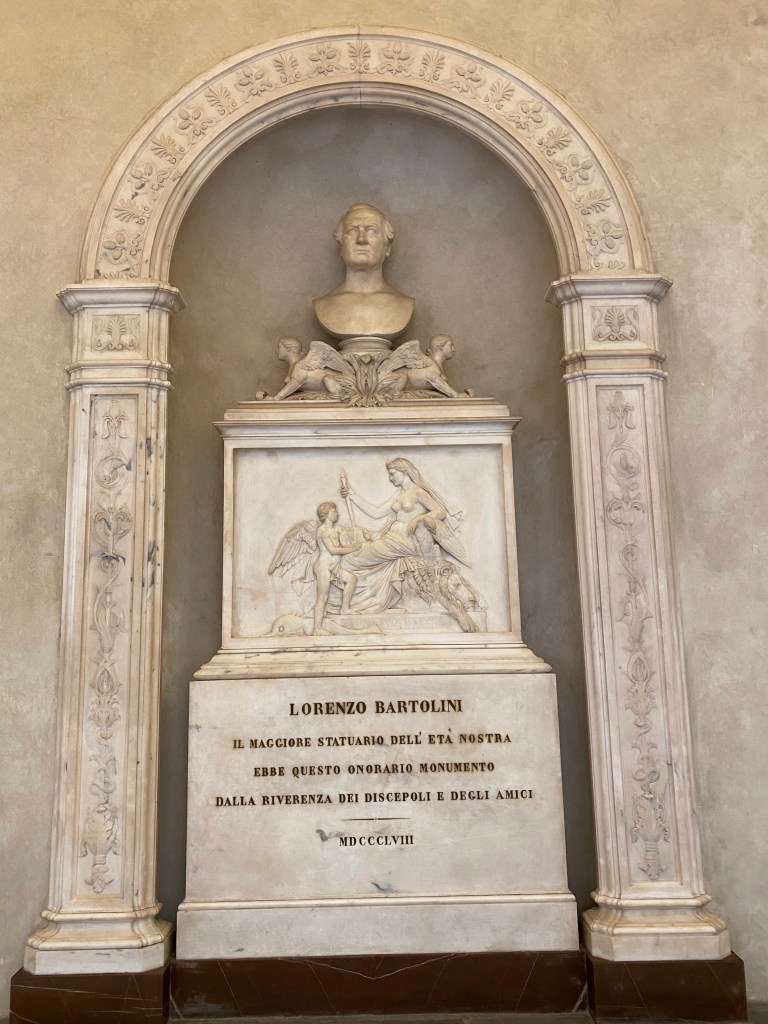 LORENZO BARTOLINI
IL MAGGIORE STATUARIO DELL' ETÀ NOSTRA
EBBE QUESTO ONORARIO MONUMENTO
DALLA RIVERENZA DEI DISCEPOLI E DEGLI AMICI
MDCCCLVIII